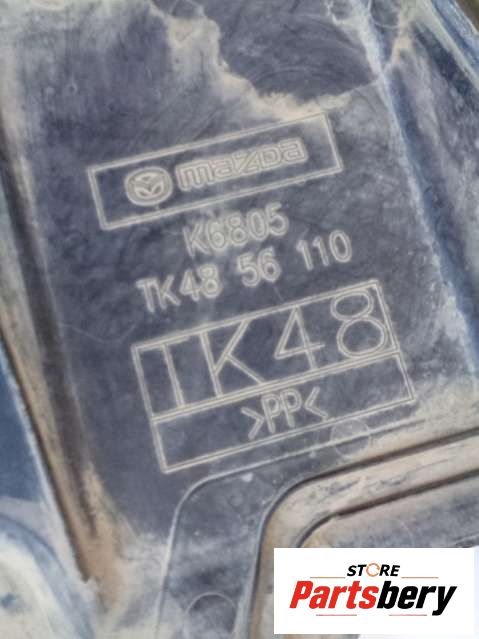 mazda
K6805
TK48 56 110
TK48
>PP<
STORE
Partsbery